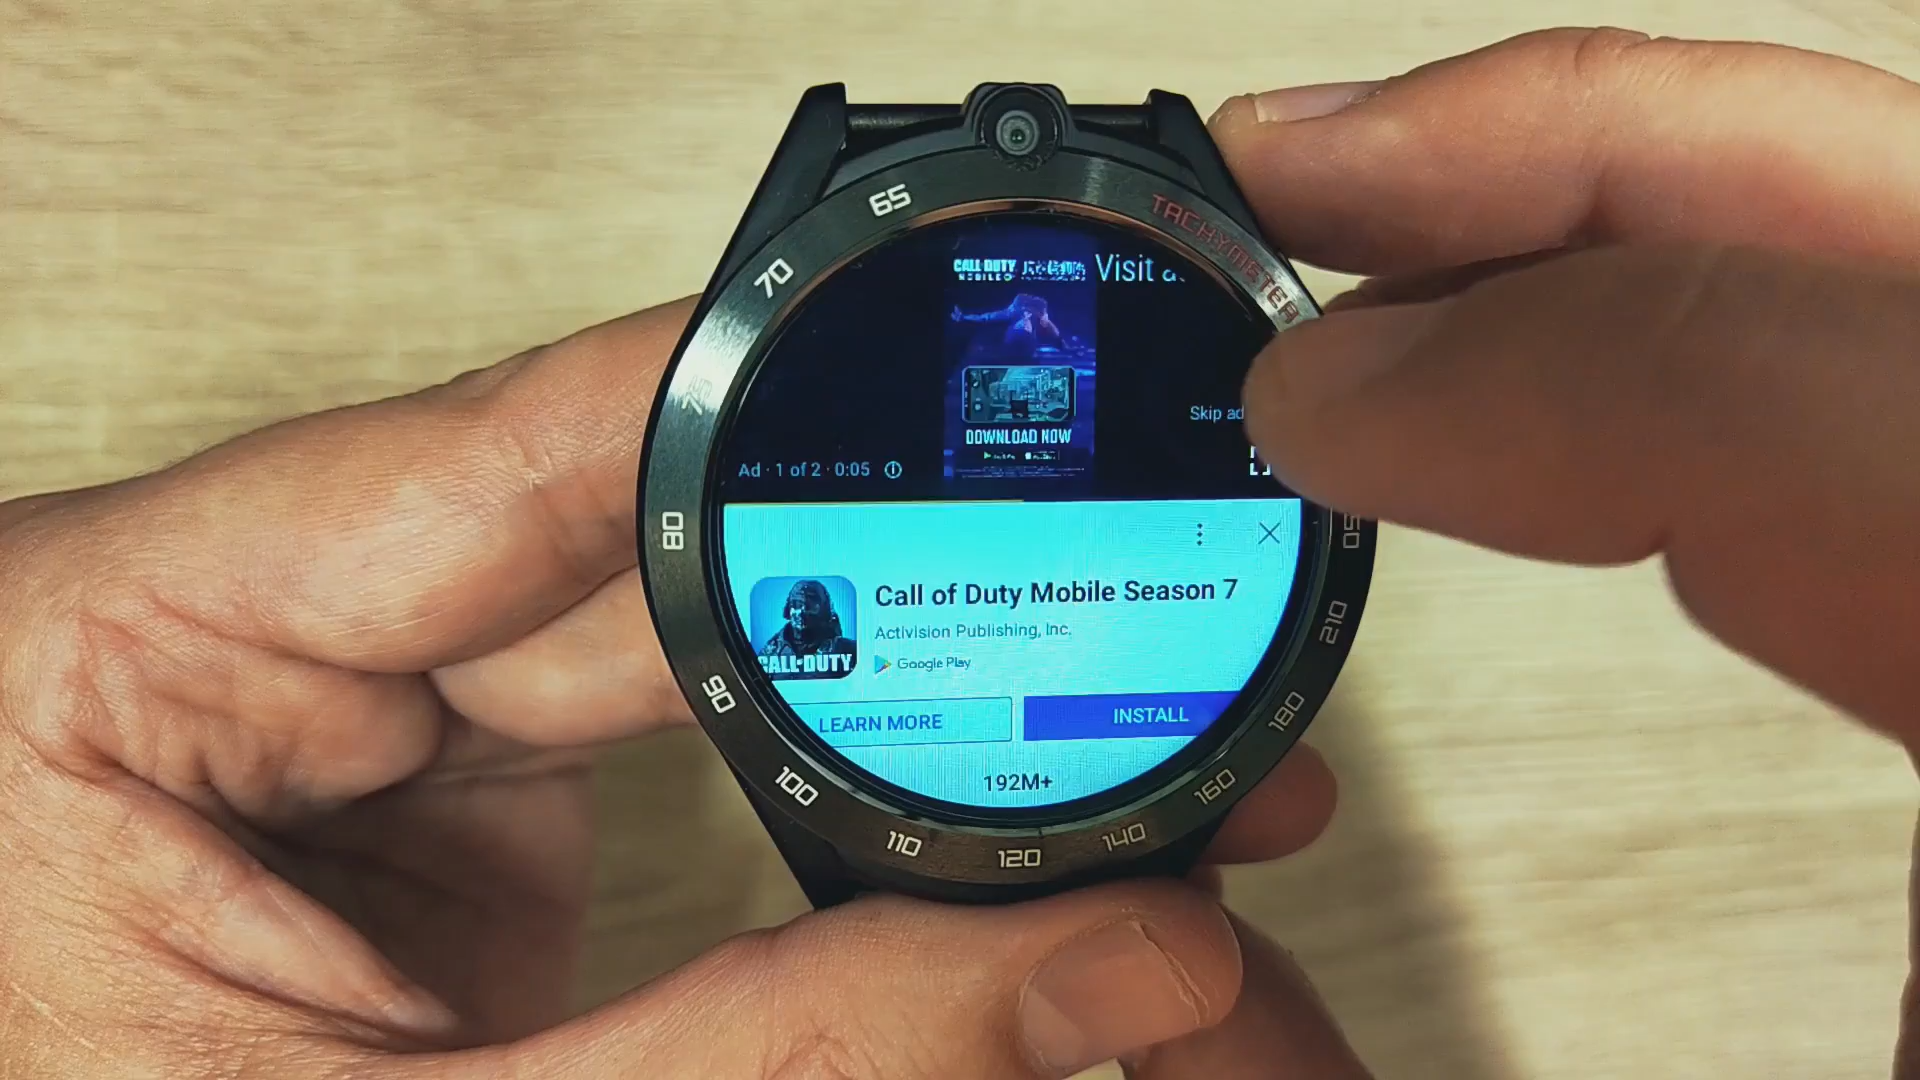 65
TACHYMETER
70
CALL DUTY
MOBILE
Visit a
75
Skip ad
DOWNLOAD NOW
Ad · 1 of 2 · 0:05
80
Call of Duty Mobile Season 7
Activision Publishing, Inc.
CALL DUTY
Google Play
210
90
LEARN MORE
INSTALL
180
192M+
100
160
110
120
140